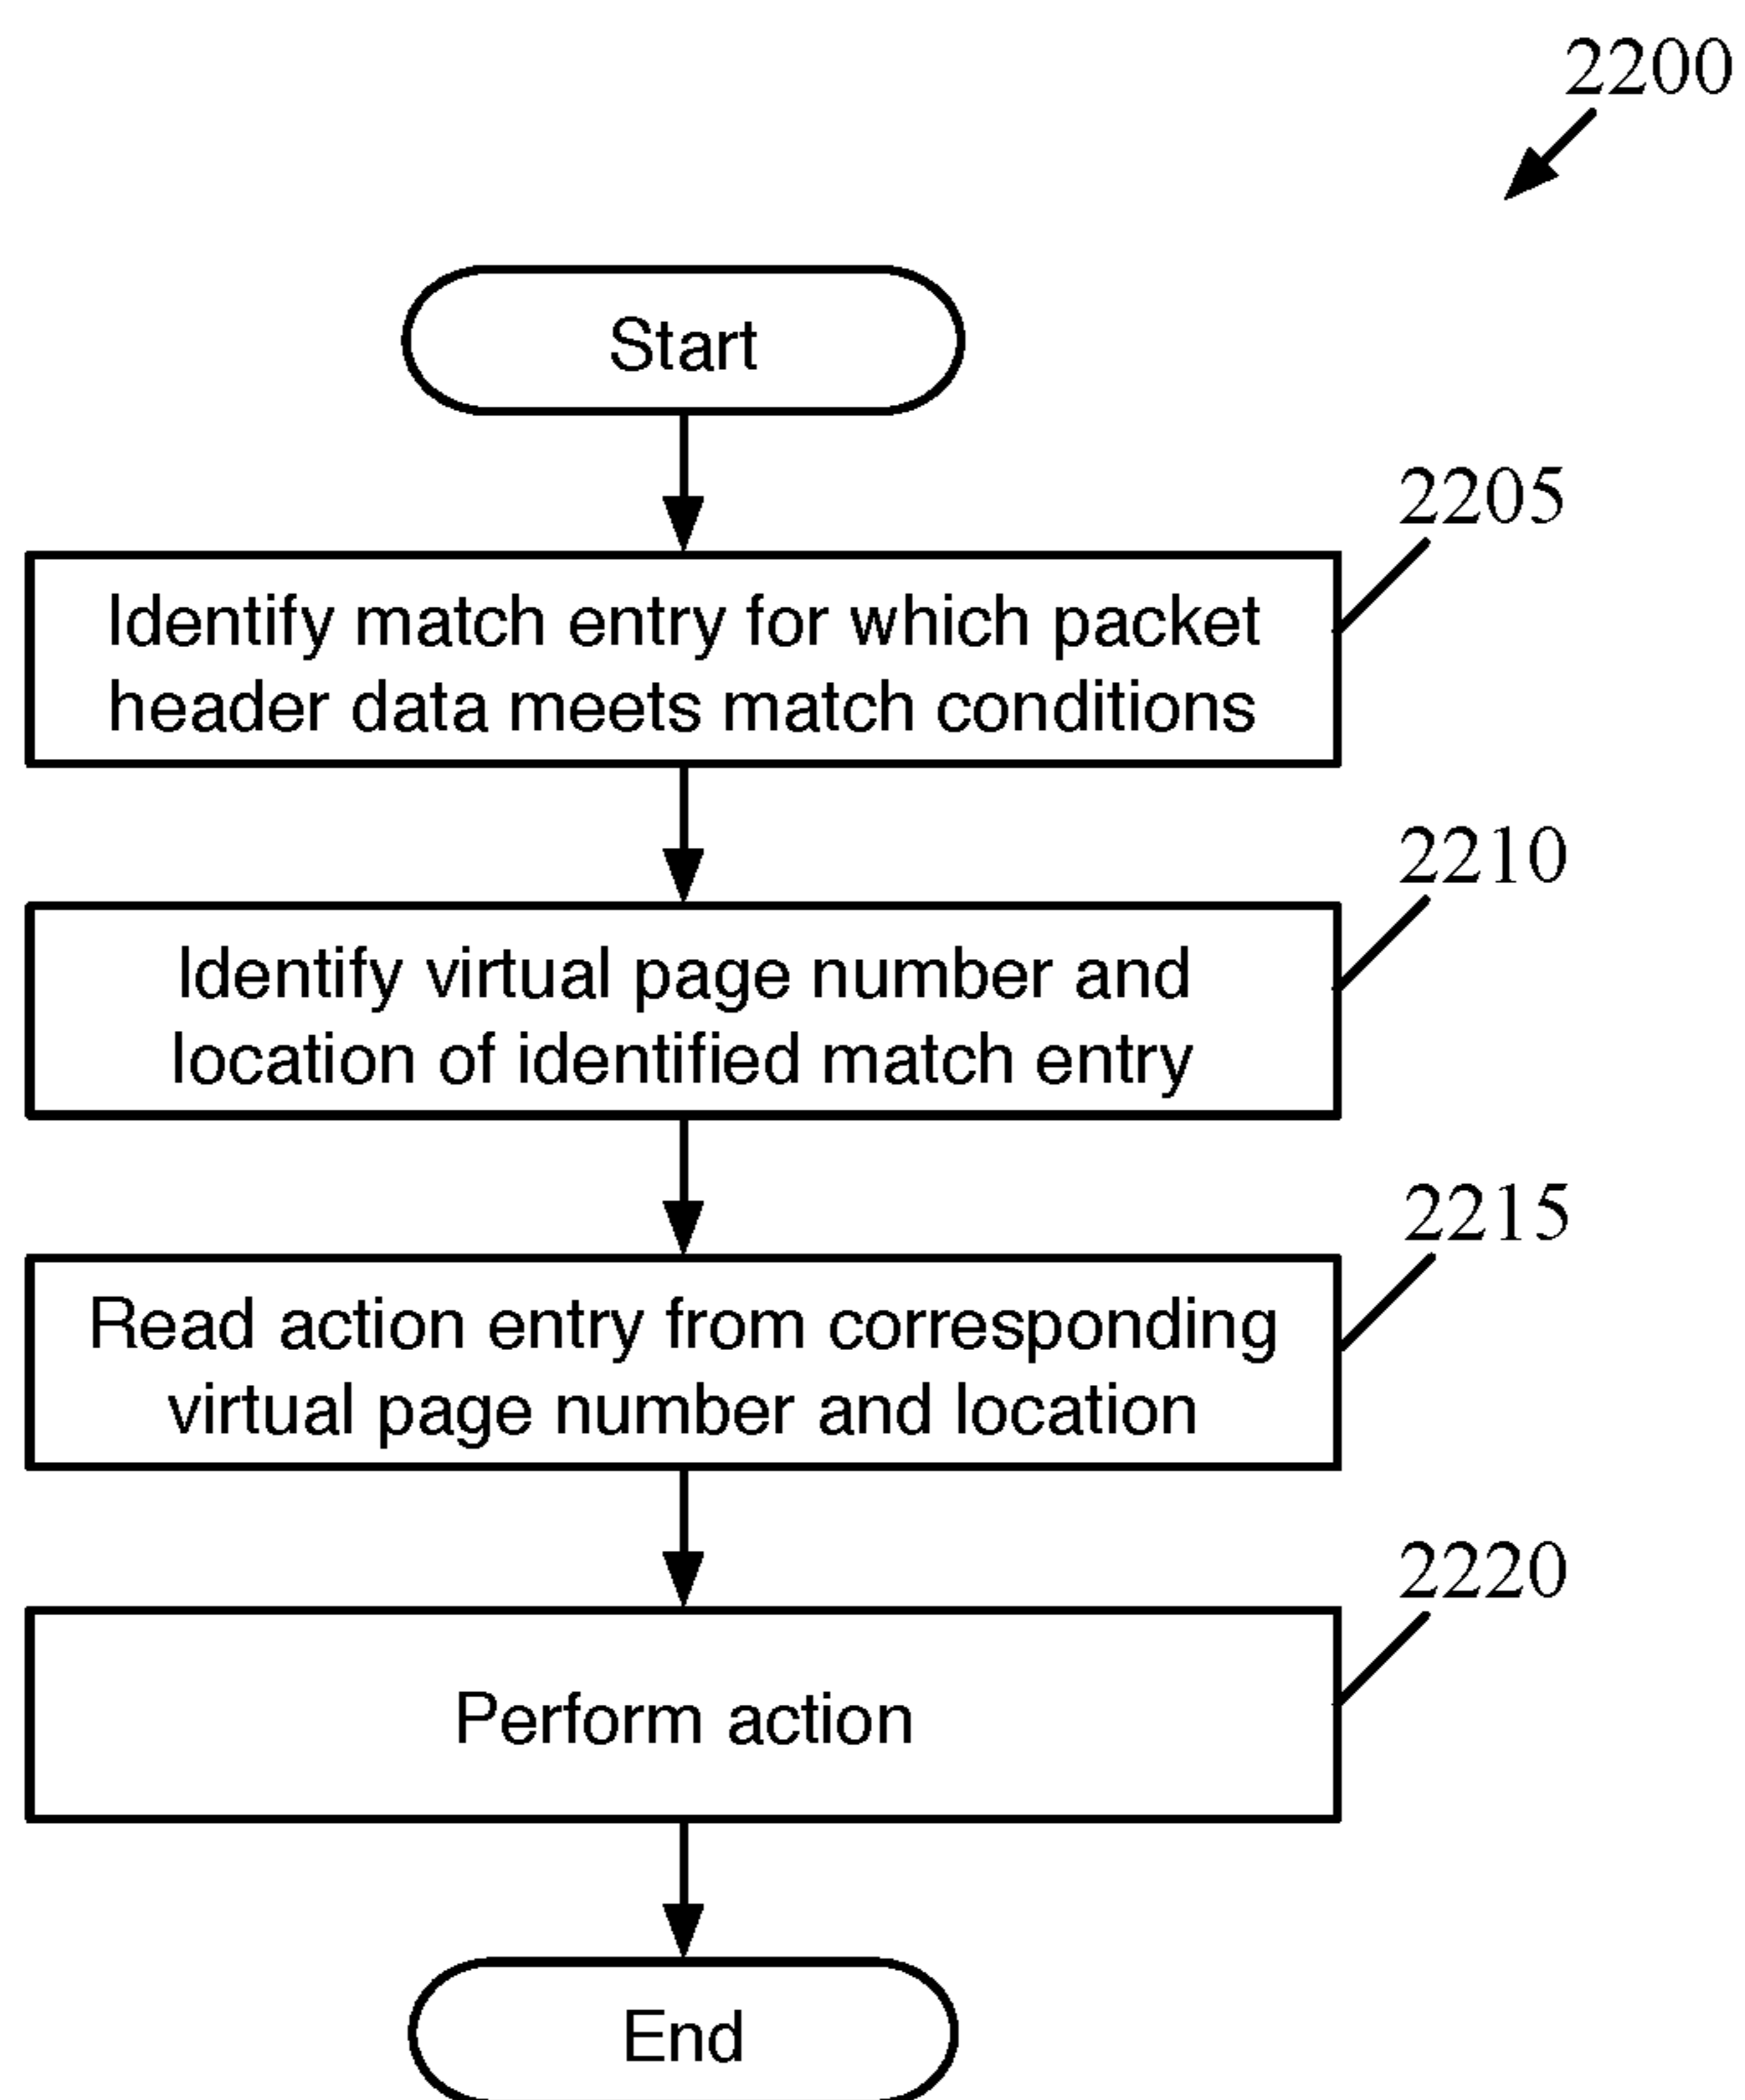 2200
Start
2205
Identify match entry for which packet
header data meets match conditions
2210
Identify virtual page number and
location of identified match entry
2215
Read action entry from corresponding
virtual page number and location
2220
Perform action
End